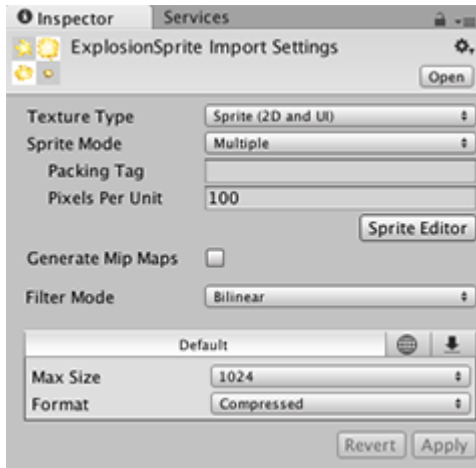 Inspector Services
ExplosionSprite Import Settings
Open
Texture Type Sprite (2D and UI)
Sprite Mode Multiple
Packing Tag
Pixels Per Unit 100
Sprite Editor
Generate Mip Maps
Filter Mode Bilinear
Default
Max Size 1024
Format Compressed
Revert Apply